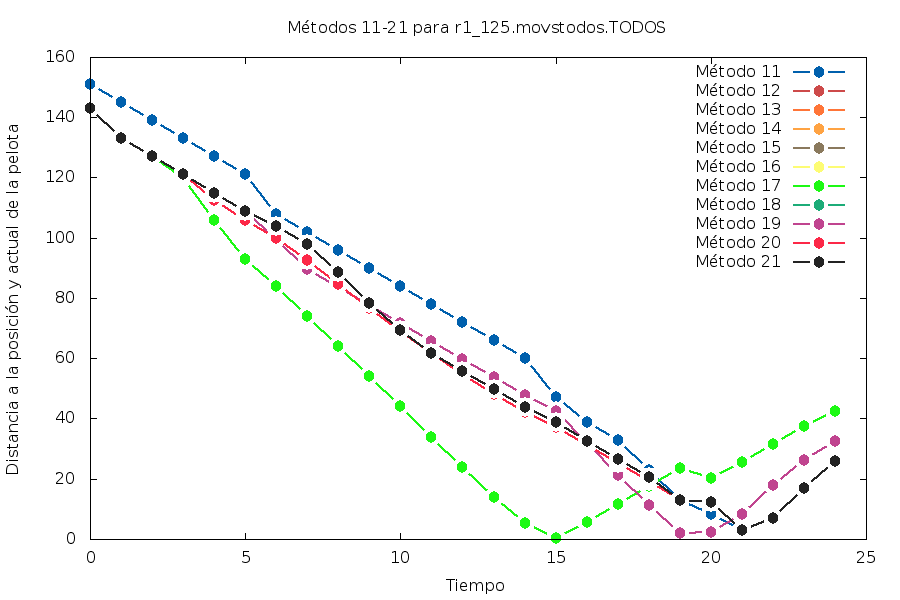 Métodos 11-21 para r1_125.movstodos.TODOS
Distancia a la posición y actual de la pelota
160
140
120
100
80
60
40
20
0
0
5
10
15
20
25
Tiempo
Método 11
Método 12
Método 13
Método 14
Método 15
Método 16
Método 17
Método 18
Método 19
Método 20
Método 21